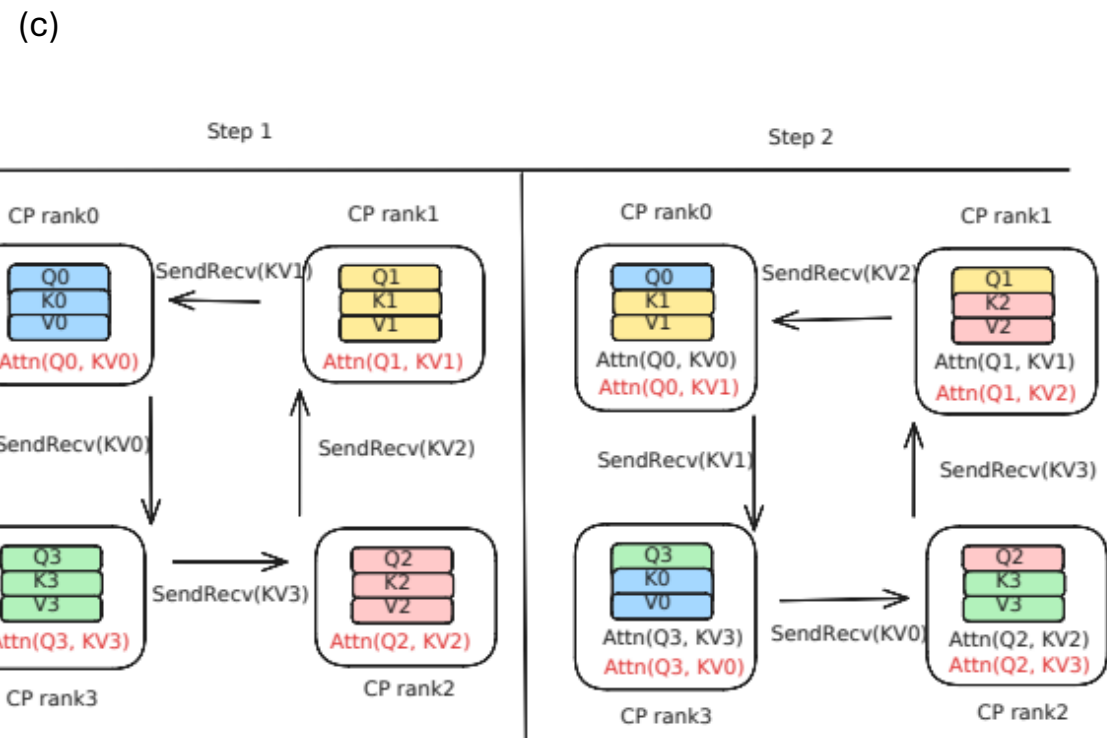 (c)
Step 1
CP rank0
CP rank1
Q0
K0
V0
Attn(Q0, KV0)
SendRecv(KV1)
Q1
K1
V1
Attn(Q1, KV1)
SendRecv(KV0)
SendRecv(KV2)
Q3
K3
V3
Attn(Q3, KV3)
SendRecv(KV3)
Q2
K2
V2
Attn(Q2, KV2)
CP rank3
CP rank2
Step 2
CP rank0
CP rank1
Q0
K1
V1
Attn(Q0, KV0)
Attn(Q0, KV1)
SendRecv(KV2)
Q1
K2
V2
Attn(Q1, KV1)
Attn(Q1, KV2)
SendRecv(KV1)
SendRecv(KV3)
Q3
K0
V0
Attn(Q3, KV3)
Attn(Q3, KV0)
SendRecv(KV0)
Q2
K3
V3
Attn(Q2, KV2)
Attn(Q2, KV3)
CP rank3
CP rank2